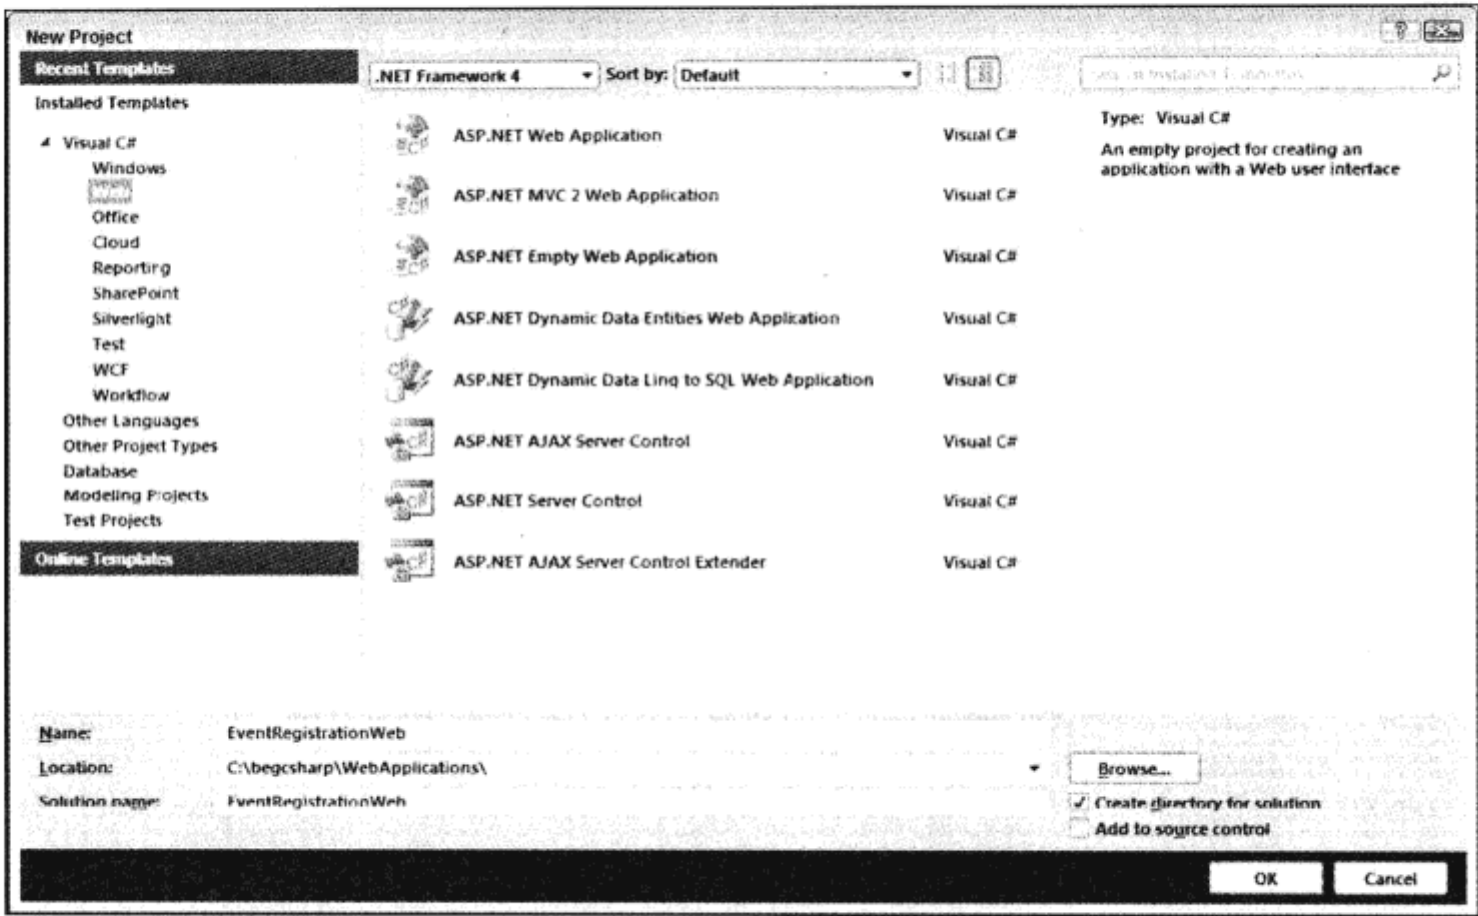 New Project
?
Recent Templates
.NET Framework 4
Sort by: Default
Installed Templates
Visual C#
Windows
Web
Office
Cloud
Reporting
SharePoint
Silverlight
Test
WCF
Workflow
Other Languages
Other Project Types
Database
Modeling Projects
Test Projects
Online Templates
ASP.NET Web Application Visual C#
ASP.NET MVC 2 Web Application Visual C#
ASP.NET Empty Web Application Visual C#
ASP.NET Dynamic Data Entities Web Application Visual C#
ASP.NET Dynamic Data Linq to SQL Web Application Visual C#
ASP.NET AJAX Server Control Visual C#
ASP.NET Server Control Visual C#
ASP.NET AJAX Server Control Extender Visual C#
Type: Visual C#
An empty project for creating an
application with a Web user interface
Name: EventRegistrationWeb
Location: C:\begcsharp\WebApplications\
Browse...
Solution name: EventRegistrationWeb
Create directory for solution
Add to source control
OK Cancel